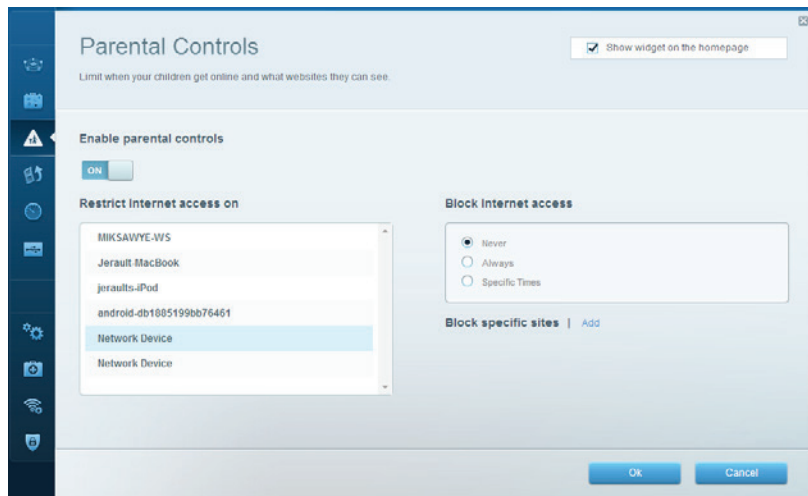 Parental Controls
Show widget on the homepage
Limit when your children get online and what websites they can see.
Enable parental controls
ON
Restrict Internet access on
Block Internet access
MIKSAWYE-WS
Jerault-MacBook
jeraults-iPod
android-db1885199bb76461
Network Device
Network Device
Never
Always
Specific Times
Block specific sites | Add
Ok
Cancel